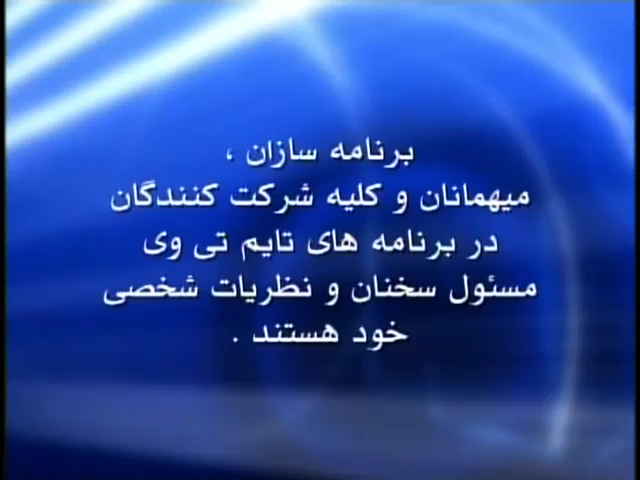 برنامه سازان ،
میهمانان و کلیه شرکت کنندگان
در برنامه های تایم تی وی
مسئول سخنان و نظریات شخصی
خود هستند .